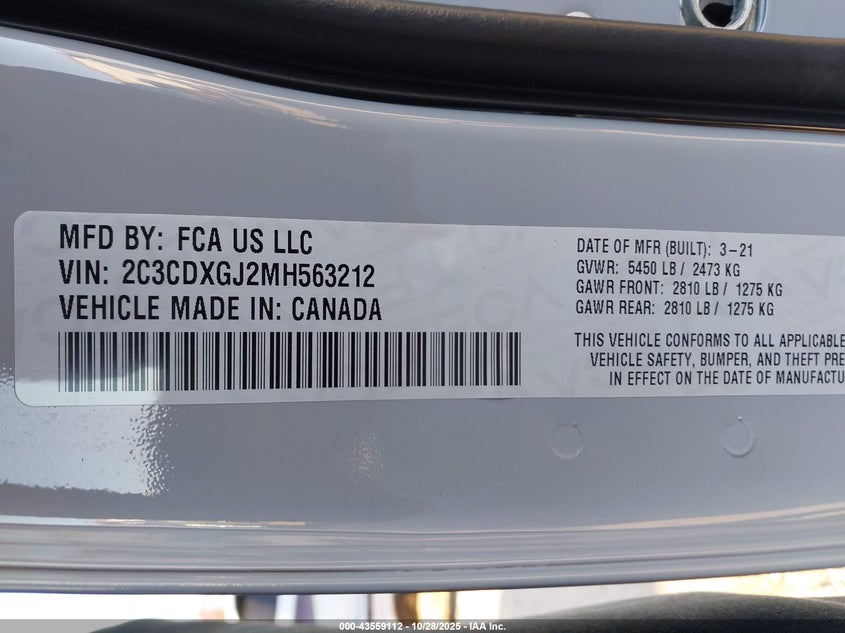 MFD BY: FCA US LLC
VIN: 2C3CDXGJ2MH563212
VEHICLE MADE IN: CANADA
DATE OF MFR (BUILT): 3-21
GVWR: 5450 LB / 2473 KG
GAWR FRONT: 2810 LB / 1275 KG
GAWR REAR: 2810 LB / 1275 KG
THIS VEHICLE CONFORMS TO ALL APPLICABLE
VEHICLE SAFETY, BUMPER, AND THEFT PRE
IN EFFECT ON THE DATE OF MANUFACTU
000-43559112 - 10/28/2025 - IAA Inc.